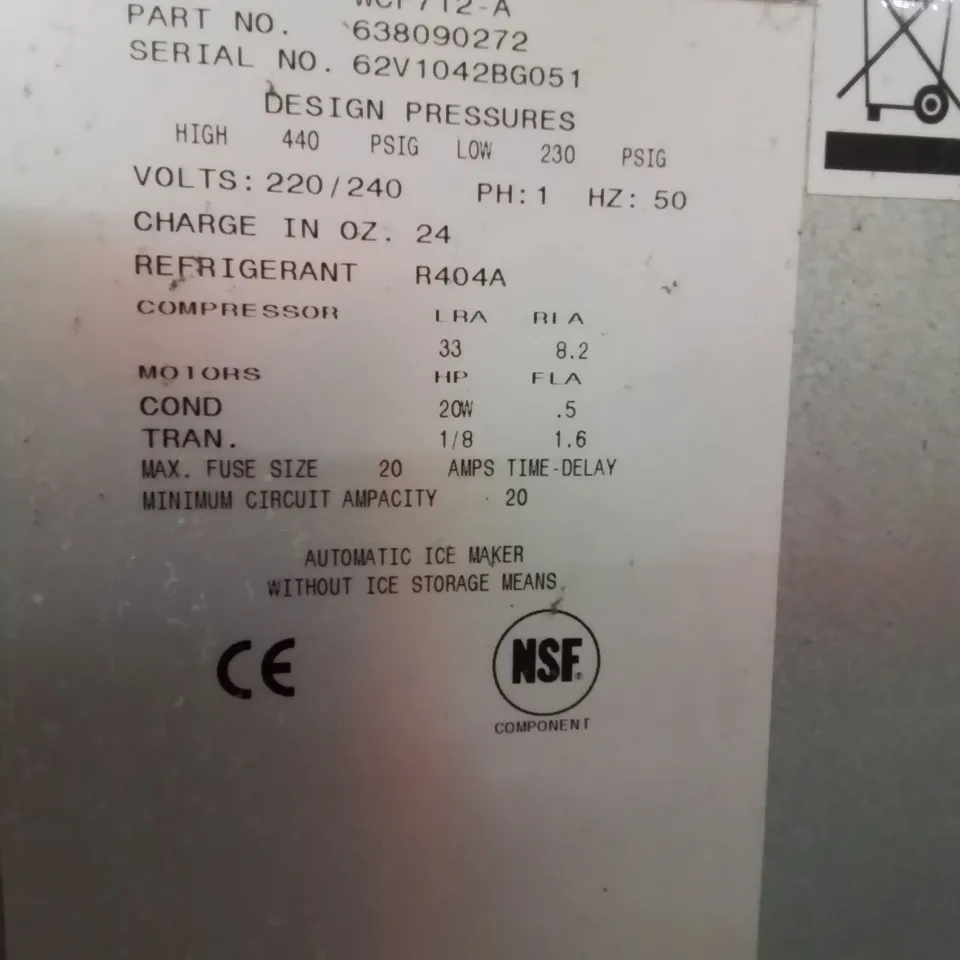 WCF712-A
PART NO. 638090272
SERIAL NO. 62V1042BG051
DESIGN PRESSURES
HIGH 440 PSIG LOW 230 PSIG
VOLTS: 220/240 PH: 1 HZ: 50
CHARGE IN OZ. 24
REFRIGERANT R404A
COMPRESSOR LRA RLA
33 8.2
MOTORS HP FLA
COND 20W .5
TRAN. 1/8 1.6
MAX. FUSE SIZE 20 AMPS TIME-DELAY
MINIMUM CIRCUIT AMPACITY 20
AUTOMATIC ICE MAKER
WITHOUT ICE STORAGE MEANS
CE NSF®
COMPONENT